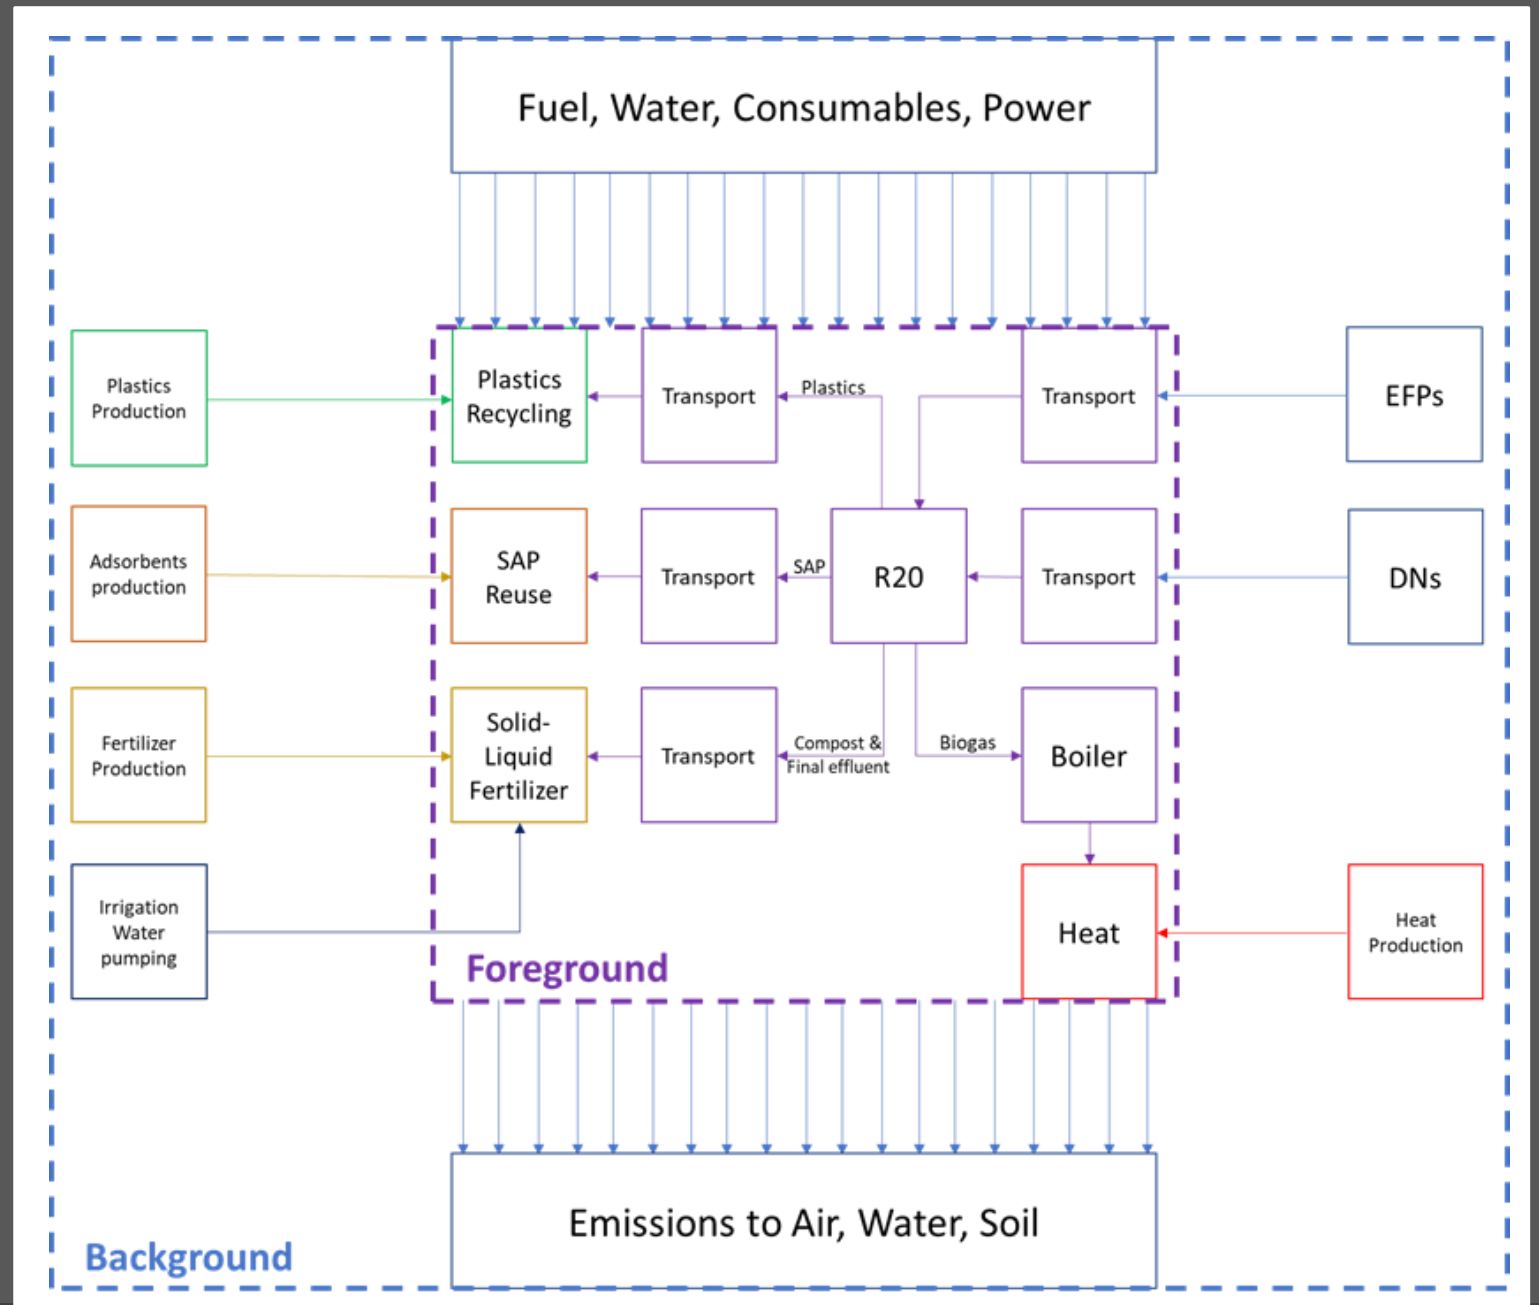 Fuel, Water, Consumables, Power
Plastics
Production
Plastics
Recycling
Transport
Plastics
Transport
EFPs
Adsorbents
production
SAP
Reuse
Transport
SAP
R20
Transport
DNs
Fertilizer
Production
Solid-
Liquid
Fertilizer
Transport
Compost &
Final effluent
Biogas
Boiler
Irrigation
Water
pumping
Heat
Heat
Production
Foreground
Emissions to Air, Water, Soil
Background